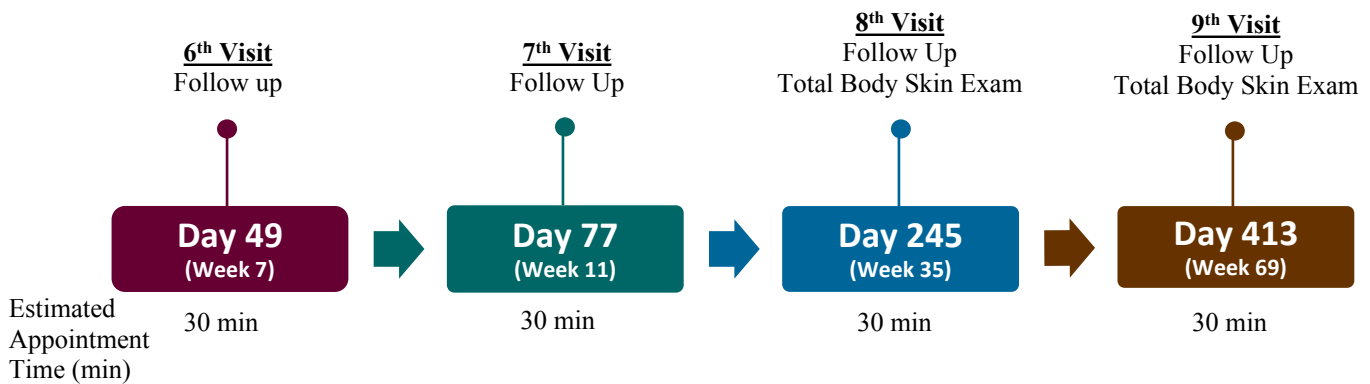 6th Visit
Follow up
7th Visit
Follow Up
8th Visit
Follow Up
Total Body Skin Exam
9th Visit
Follow Up
Total Body Skin Exam
Day 49
(Week 7)
Day 77
(Week 11)
Day 245
(Week 35)
Day 413
(Week 69)
Estimated
Appointment
Time (min)
30 min
30 min
30 min
30 min